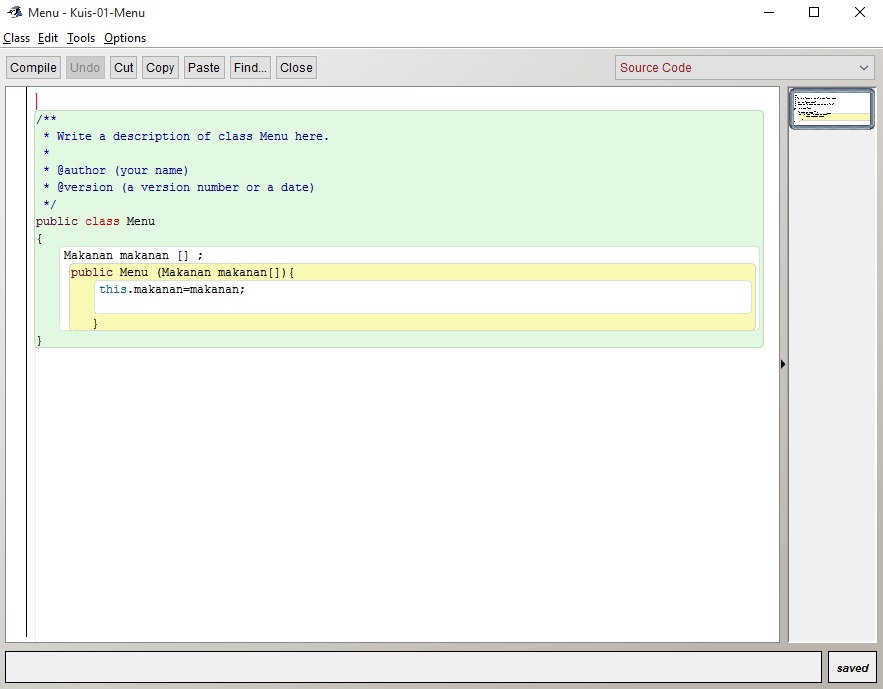 Menu - Kuis-01-Menu
Class Edit Tools Options
Compile Undo Cut Copy Paste Find... Close Source Code
/**
* Write a description of class Menu here.
*
* @author (your name)
* @version (a version number or a date)
*/
public class Menu
{
Makanan makanan [] ;
public Menu (Makanan makanan[]){
this.makanan=makanan;
}
}
saved